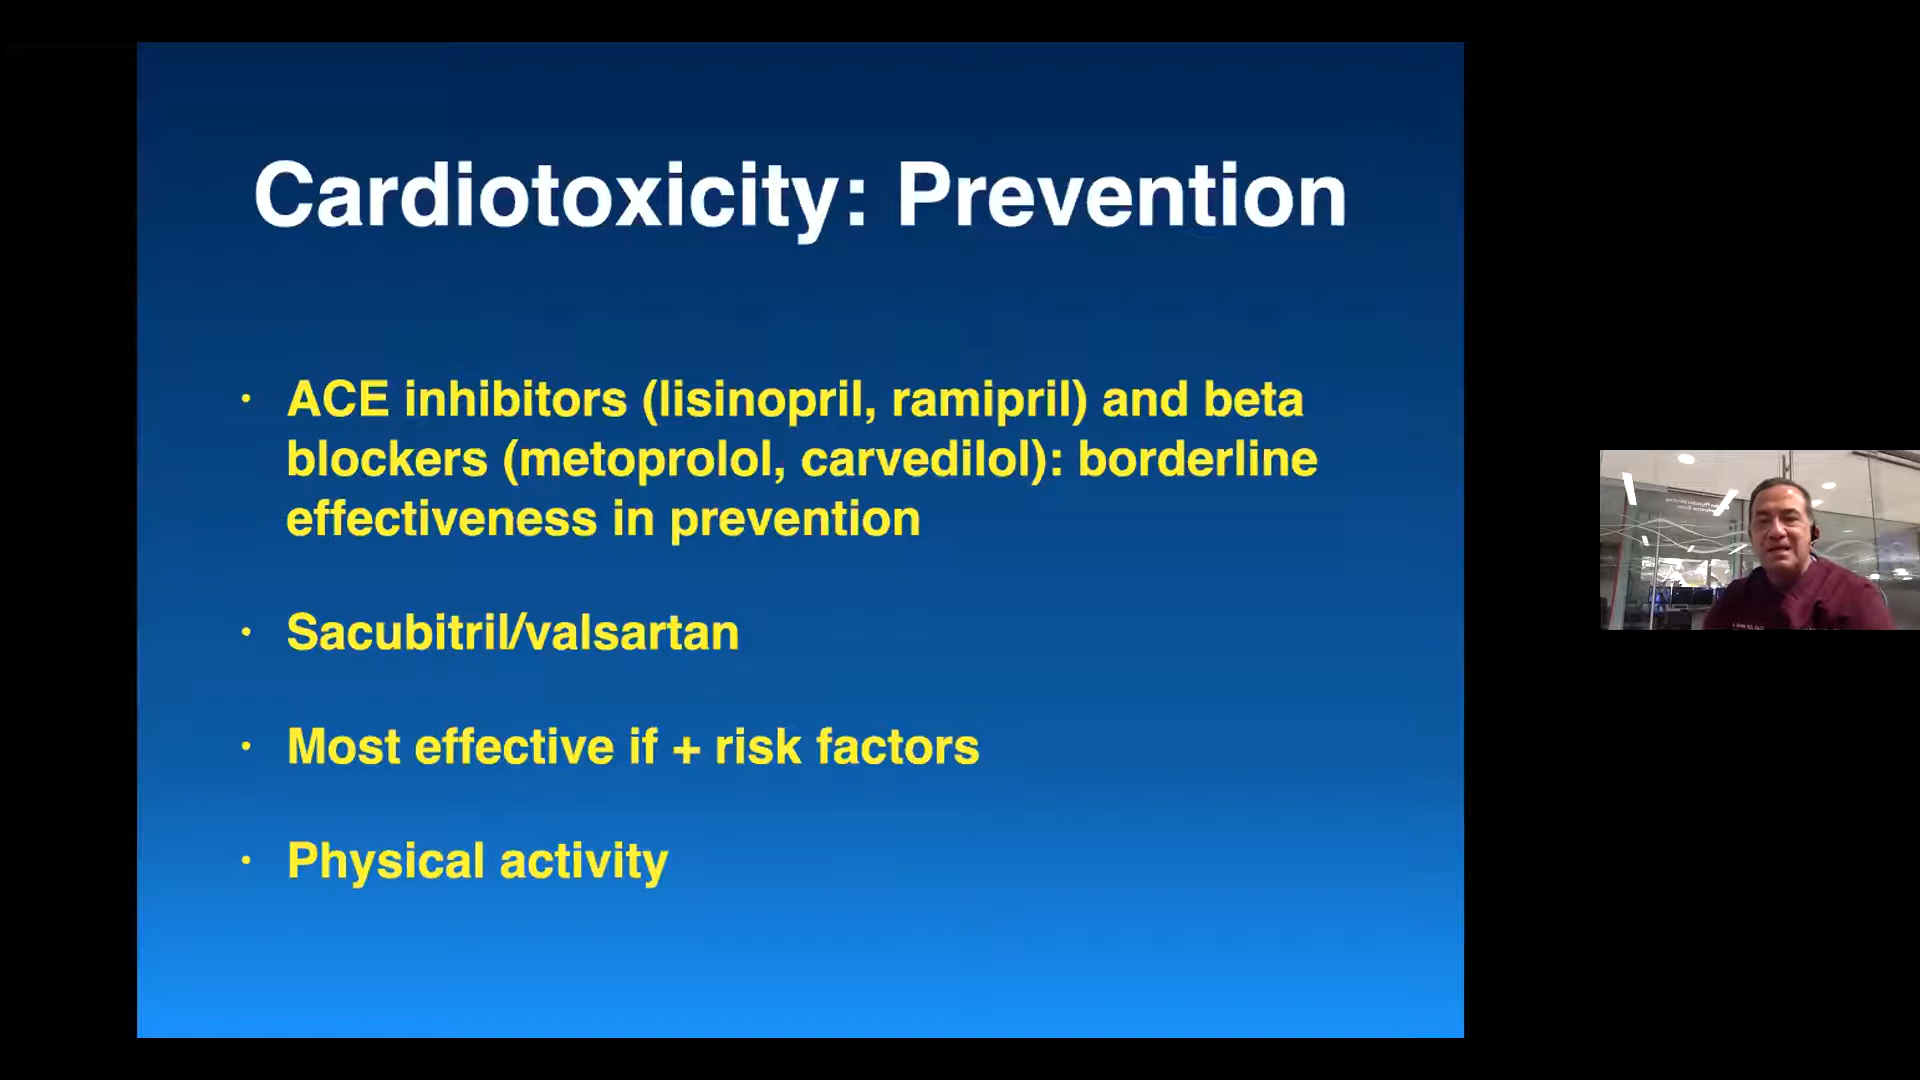 Cardiotoxicity: Prevention
• ACE inhibitors (lisinopril, ramipril) and beta
blockers (metoprolol, carvedilol): borderline
effectiveness in prevention
• Sacubitril/valsartan
• Most effective if + risk factors
• Physical activity